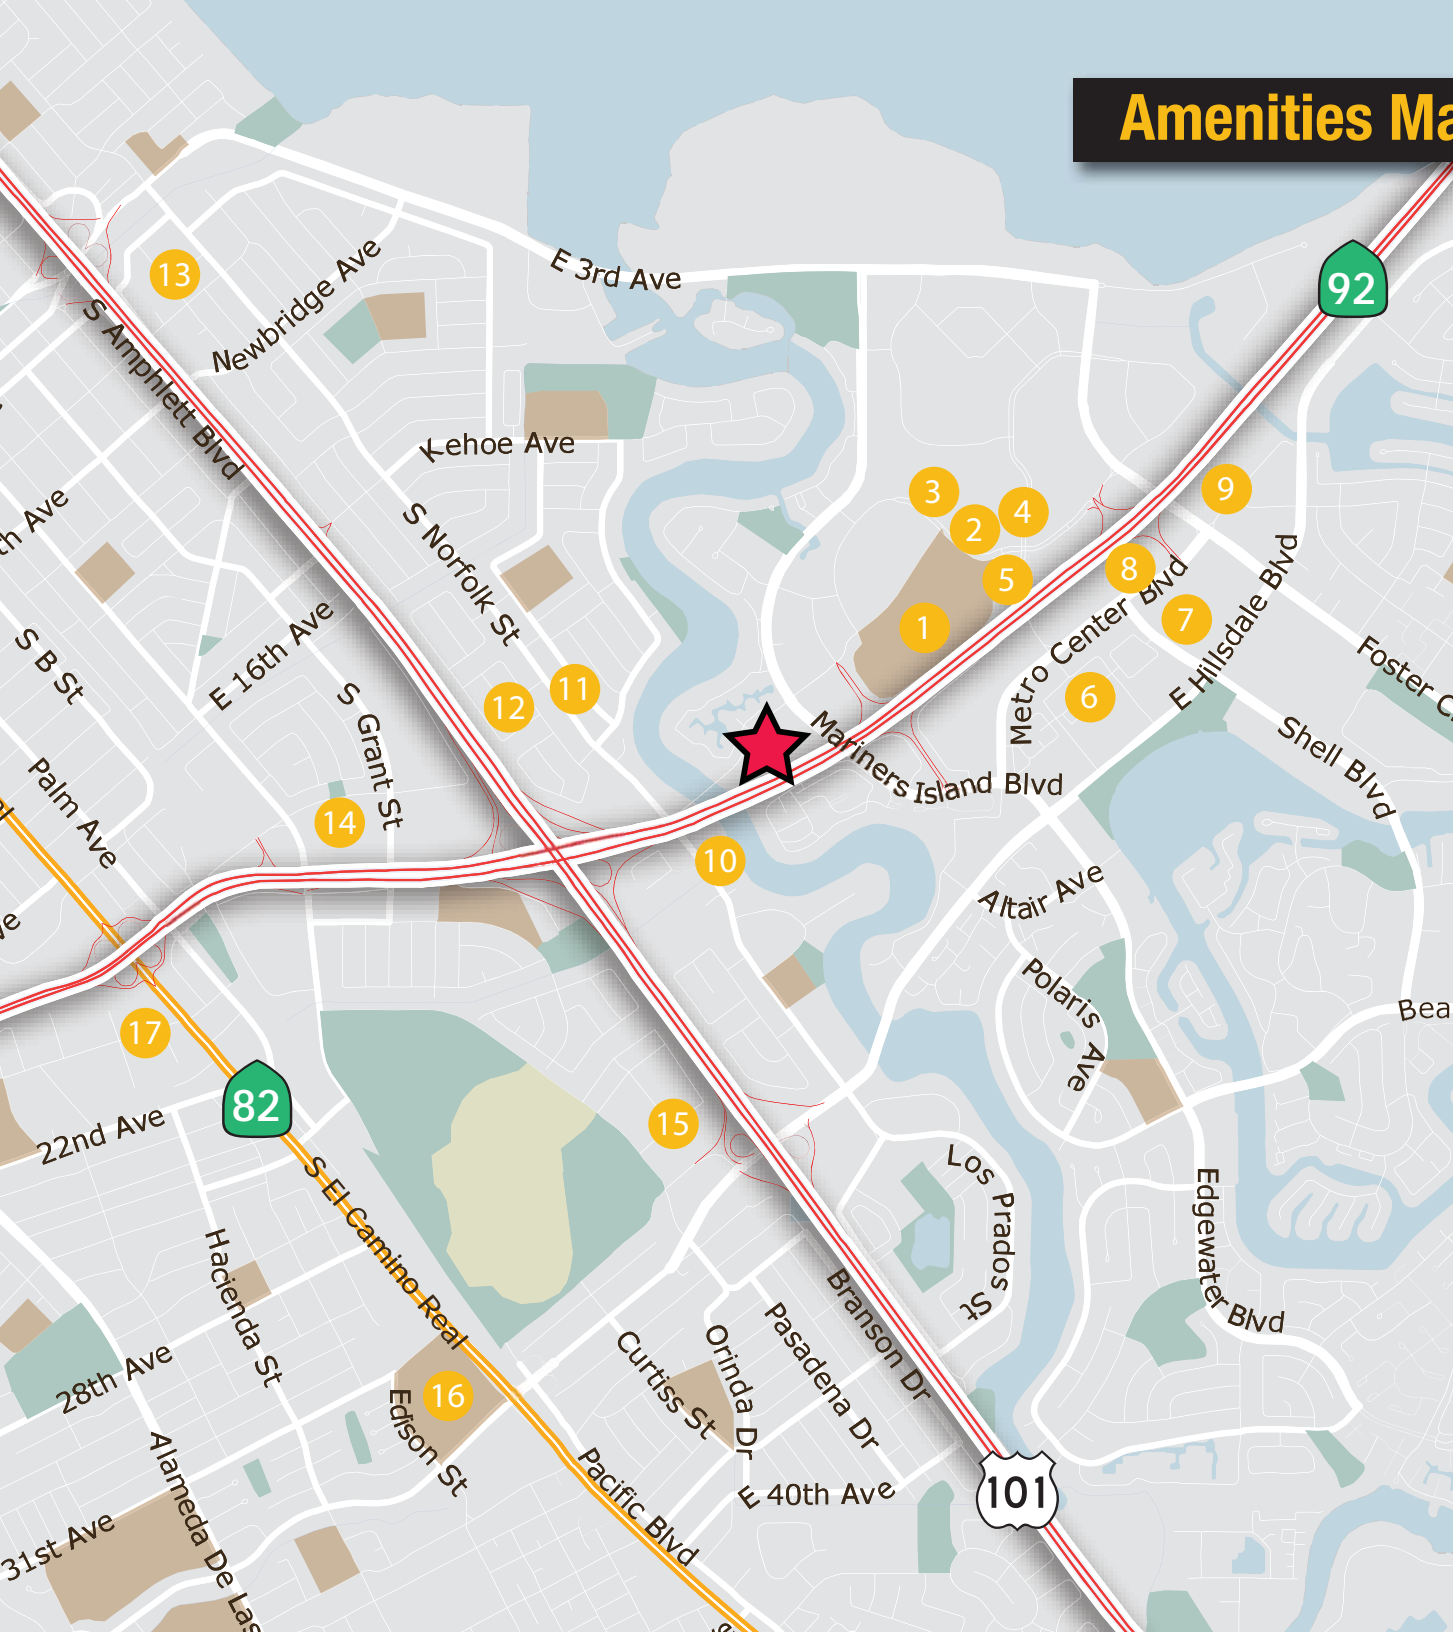 Amenities Ma
92
E 3rd Ave
13
Newbridge Ave
S Amphlett Blvd
Kehoe Ave
3
4
2
9
th Ave
S Norfolk St
5
8
Metro Center Blvd
7
E Hillsdale Blvd
1
E 16th Ave
S B St
Foster C
6
11
12
S Grant St
Mariners Island Blvd
Shell Blvd
Palm Ave
14
10
Altair Ave
Polaris Ave
Bea
17
82
22nd Ave
15
Los Prados St
S El Camino Real
Edgewater Blvd
Hacienda St
Branson Dr
Pasadena Dr
Orinda Dr
Curtiss St
28th Ave
16
Edison St
Pacific Blvd
E 40th Ave
101
Alameda De Las
31st Ave